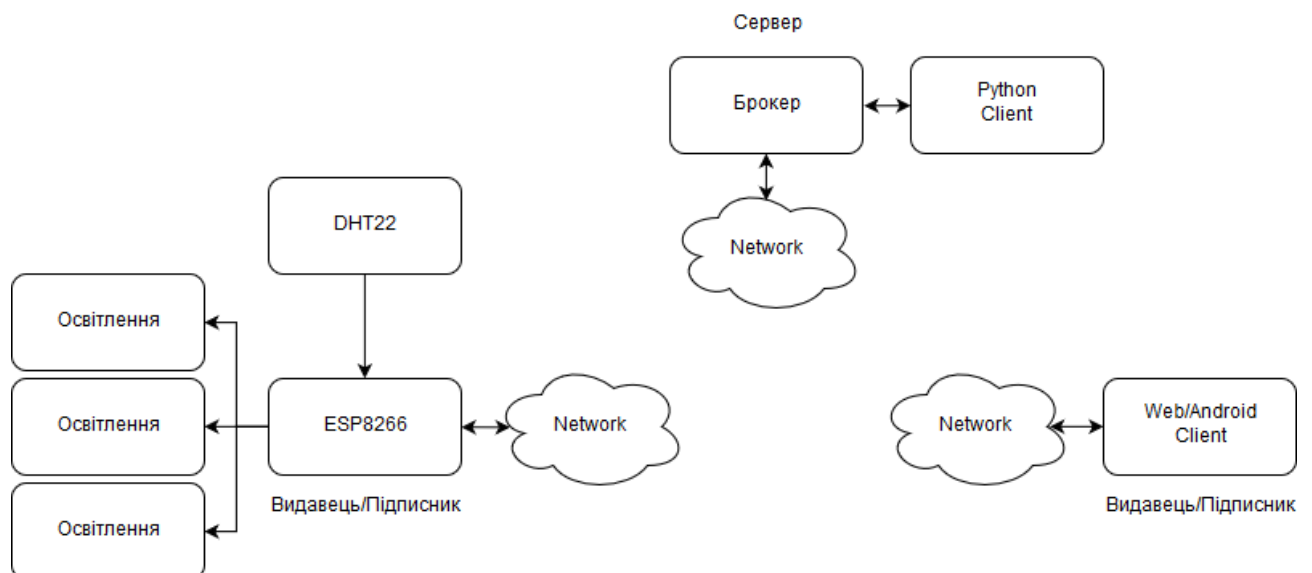 Сервер
Брокер
Python
Client
Network
DHT22
Освітлення
Освітлення
Освітлення
ESP8266
Network
Видавець/Підписник
Network
Web/Android
Client
Видавець/Підписник